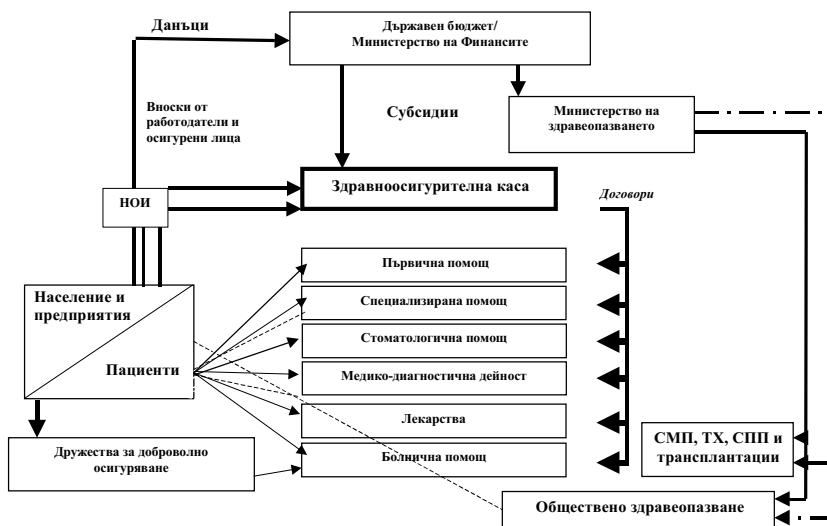 Данъци
Държавен бюджет/
Министерство на Финансите
Вноски от
работодатели и
осигурени лица
Субсидии
Министерство на
здравеопазването
Здравноосигурителна каса
НОИ
Договори
Първична помощ
Население и
предприятия
Специализирана помощ
Стоматологична помощ
Пациенти
Медико-диагностична дейност
Лекарства
СМП, ТХ, СПП и
трансплантации
Дружества за доброволно
осигуряване
Болнична помощ
Обществено здравеопазване